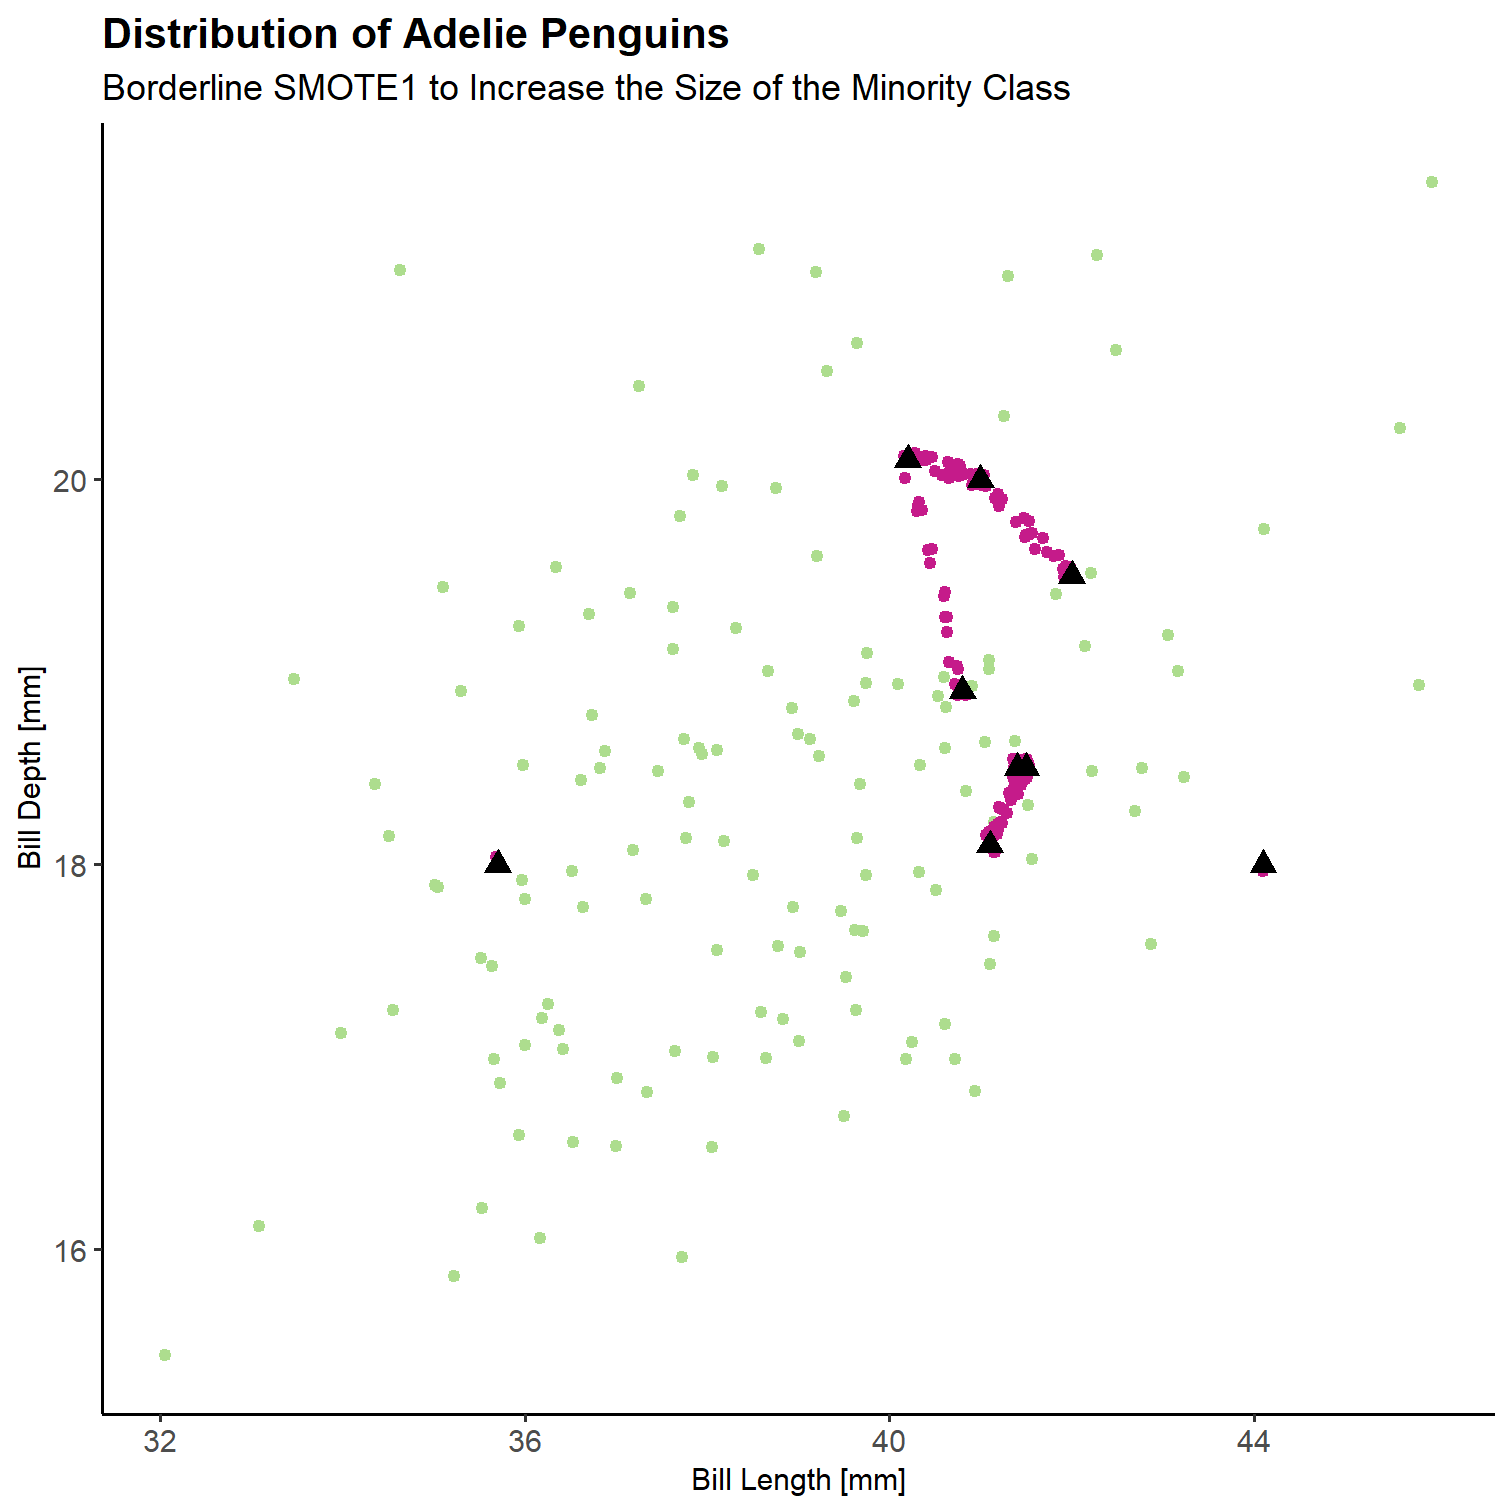 Distribution of Adelie Penguins
Borderline SMOTE1 to Increase the Size of the Minority Class
Bill Depth [mm]
20
18
16
32 36 40 44
Bill Length [mm]